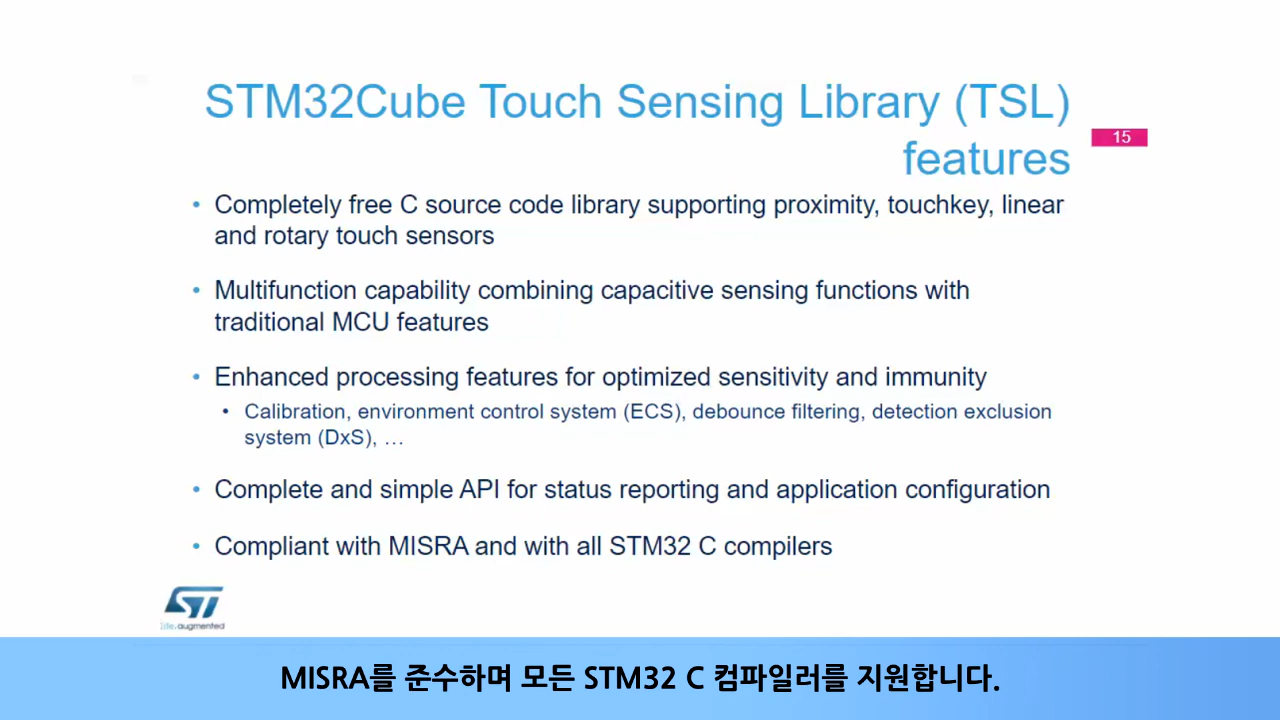 STM32Cube Touch Sensing Library (TSL)
features
15
• Completely free C source code library supporting proximity, touchkey, linear
and rotary touch sensors
• Multifunction capability combining capacitive sensing functions with
traditional MCU features
• Enhanced processing features for optimized sensitivity and immunity
• Calibration, environment control system (ECS), debounce filtering, detection exclusion
system (DxS), …
• Complete and simple API for status reporting and application configuration
• Compliant with MISRA and with all STM32 C compilers
ST
life.augmented
MISRA를 준수하며 모든 STM32 C 컴파일러를 지원합니다.